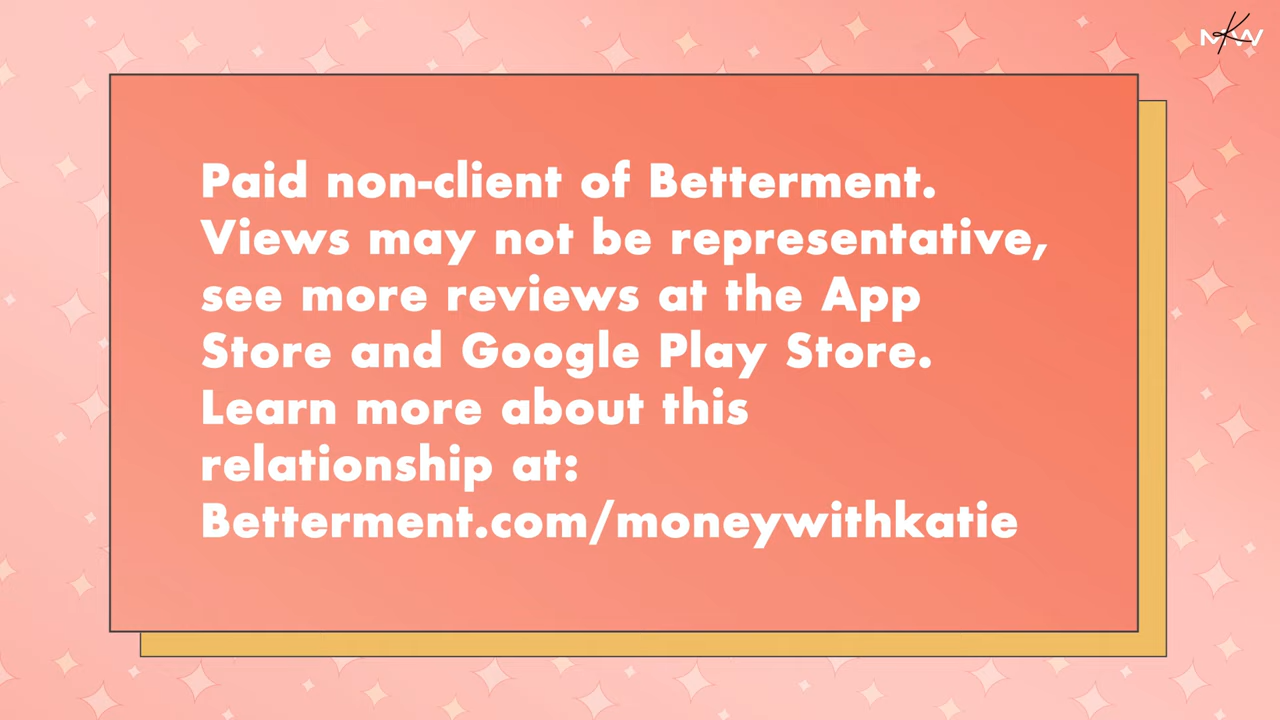 MKW
Paid non-client of Betterment.
Views may not be representative,
see more reviews at the App
Store and Google Play Store.
Learn more about this
relationship at:
Betterment.com/moneywithkatie